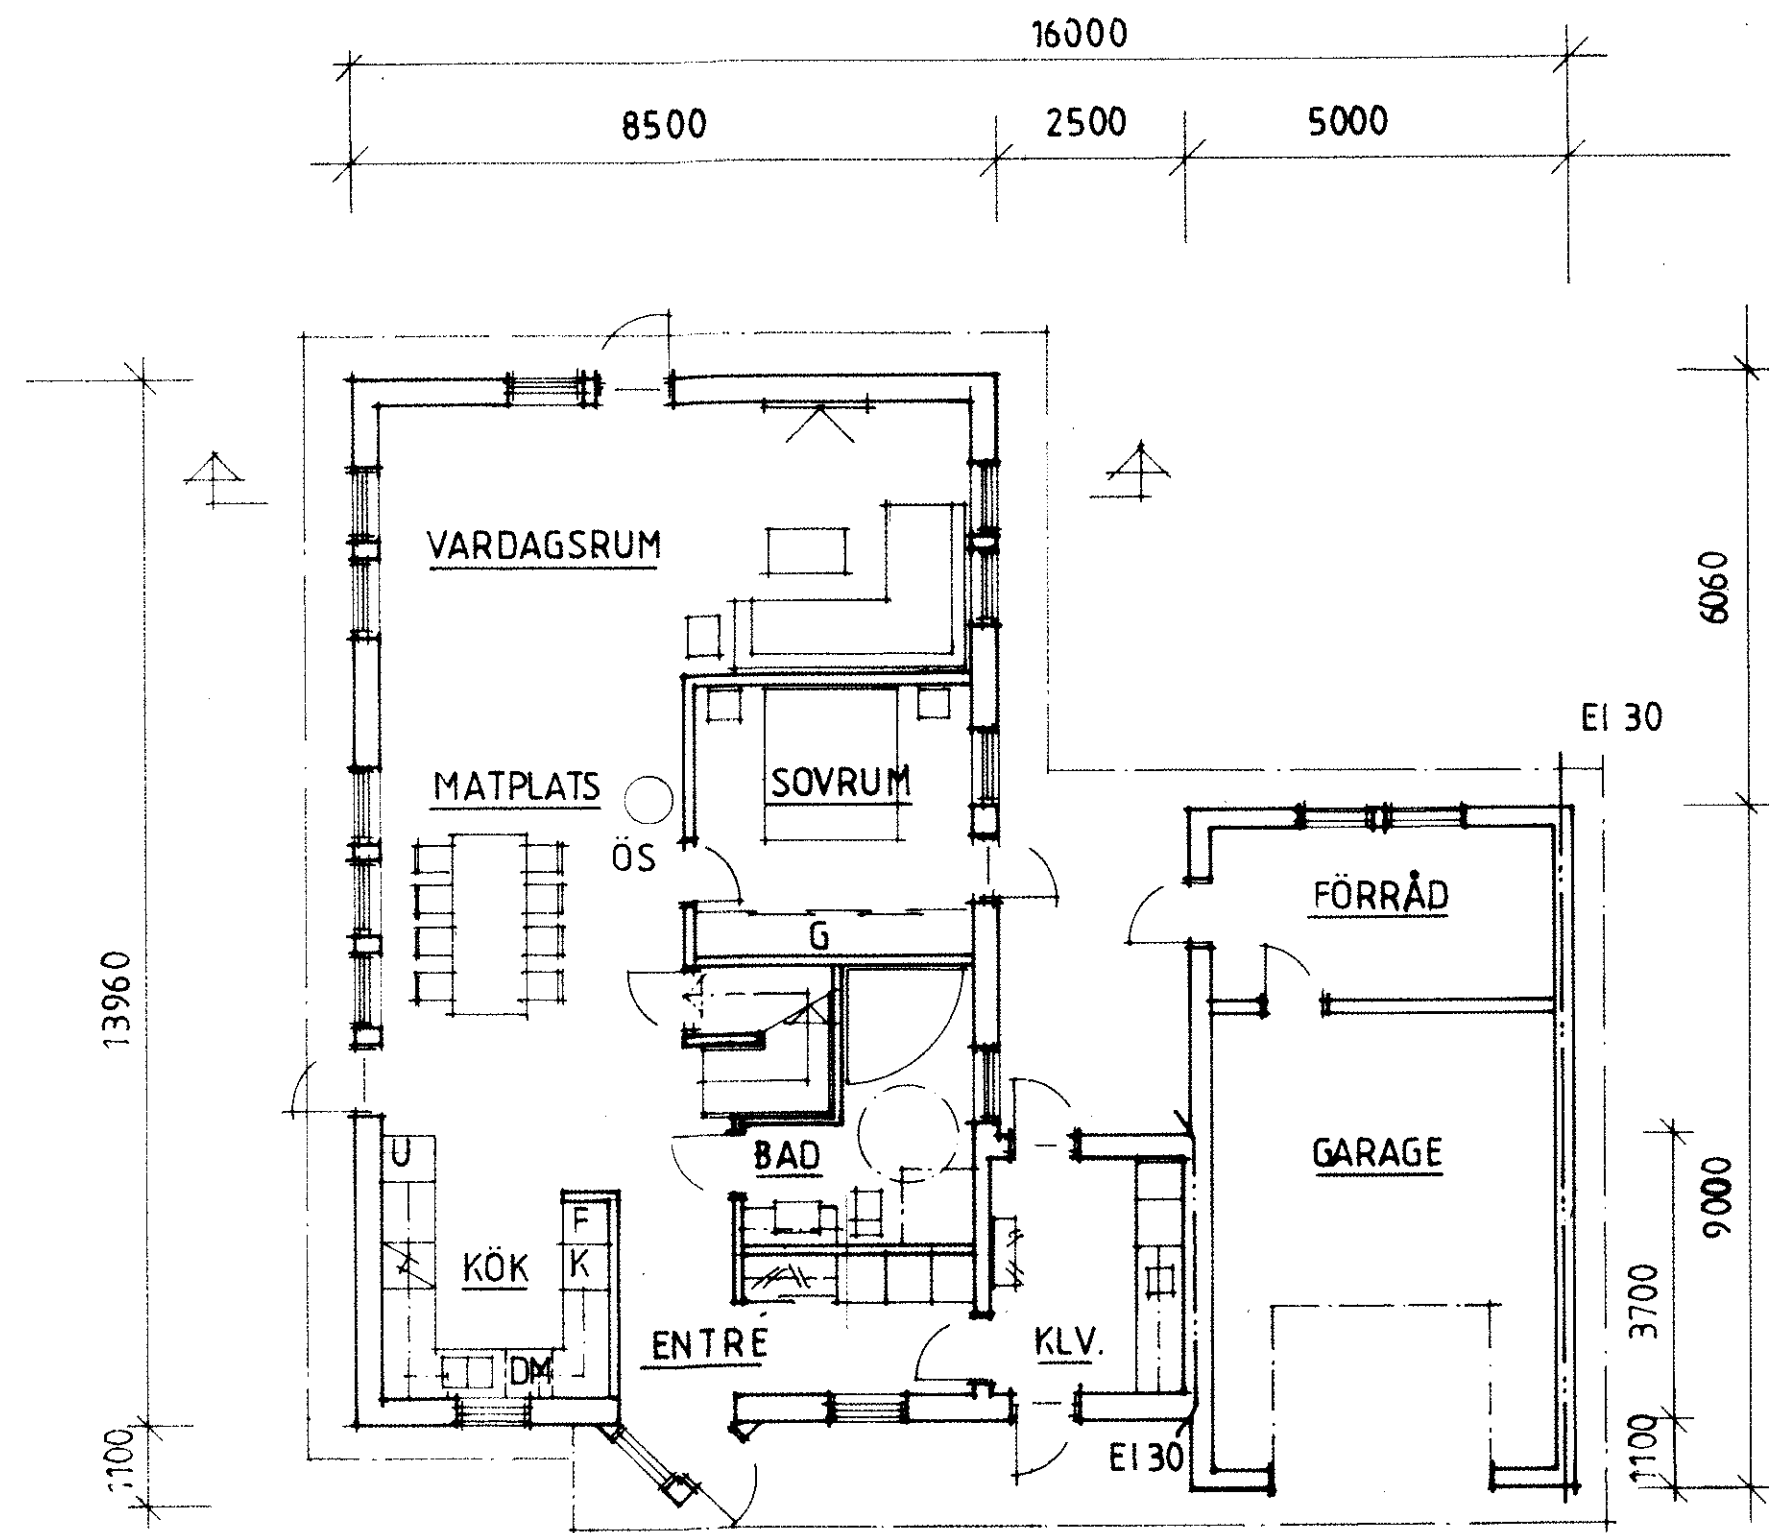 16000
8500 2500 5000
VARDAGSRUM
6060
EI 30
MATPLATS
SOVRUM
ÖS
FÖRRÅD
G
13960
U
BAD
GARAGE
9000
F
KÖK
K
3700
ENTRÉ
KLV.
DM
1100
EI 30
1100